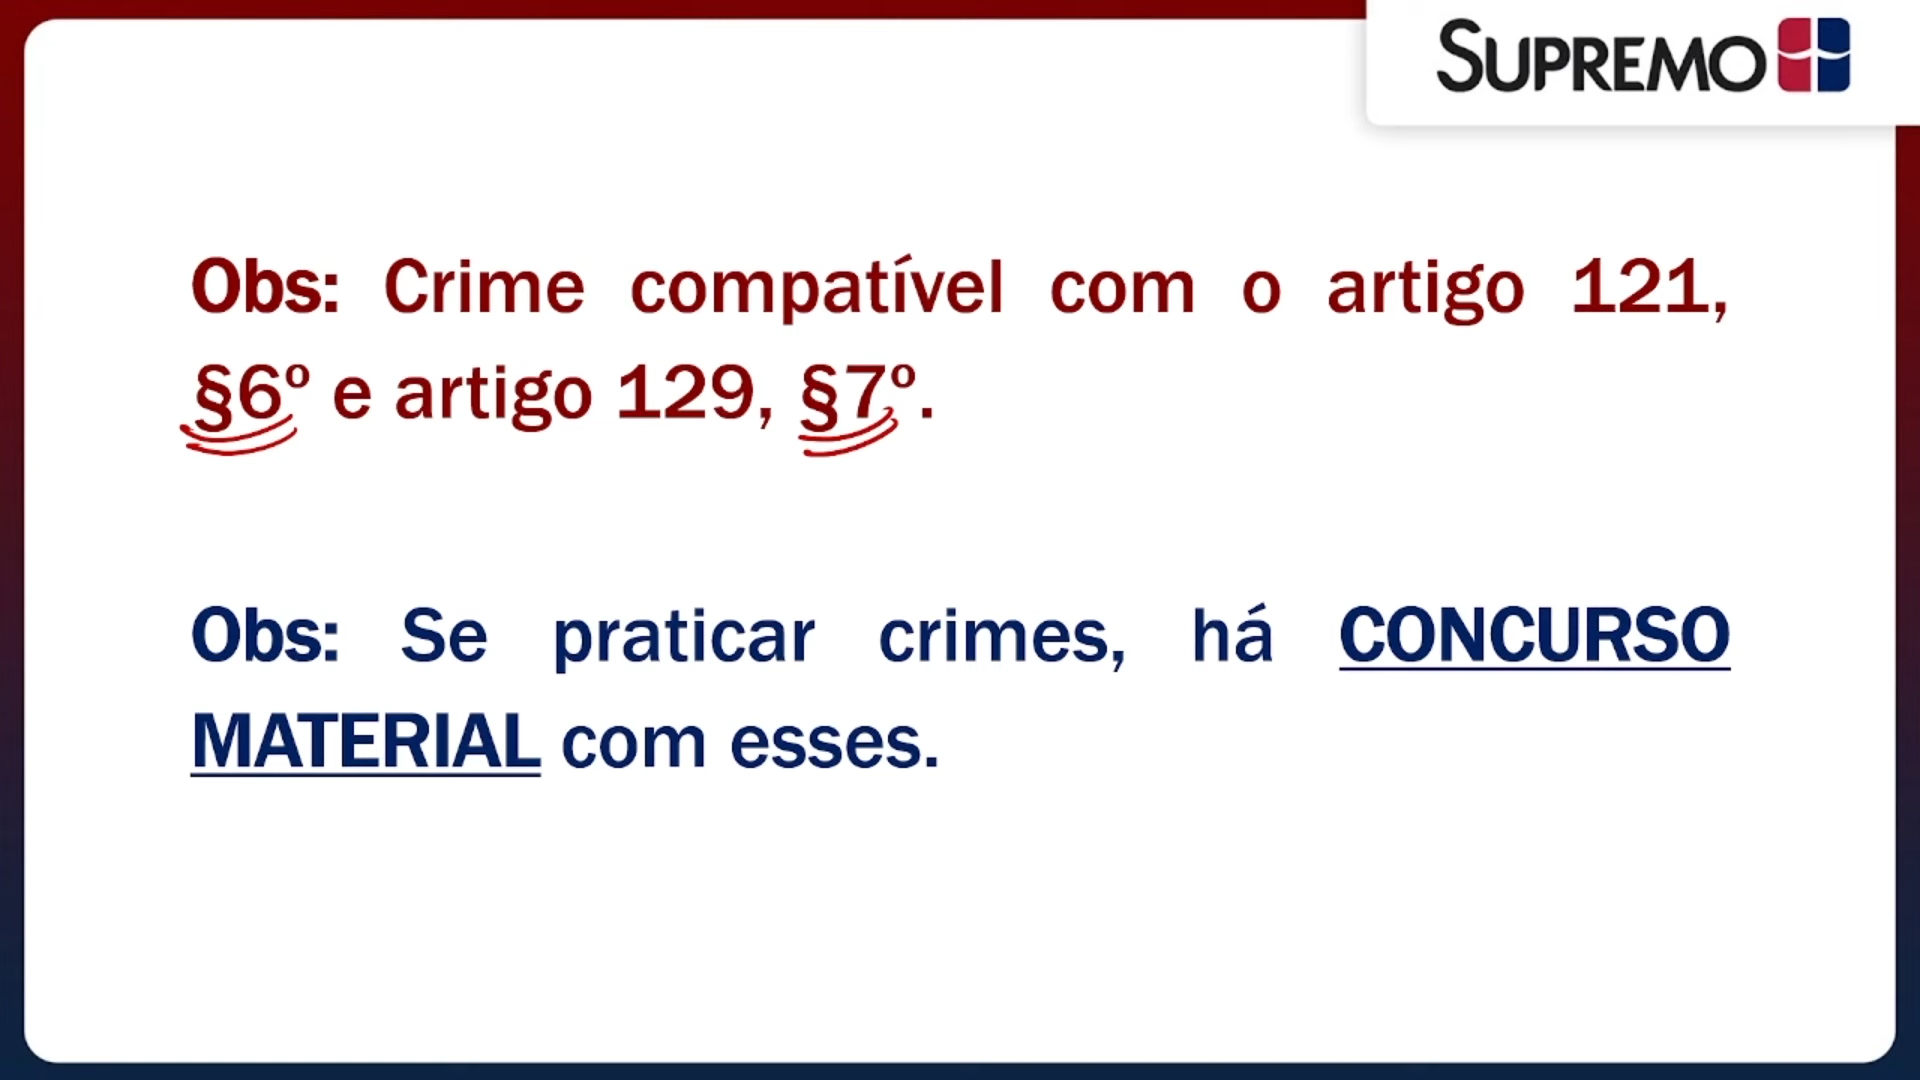 SUPREMO
Obs: Crime compatível com o artigo 121,
§6º e artigo 129, §7º.
Obs: Se praticar crimes, há CONCURSO
MATERIAL com esses.